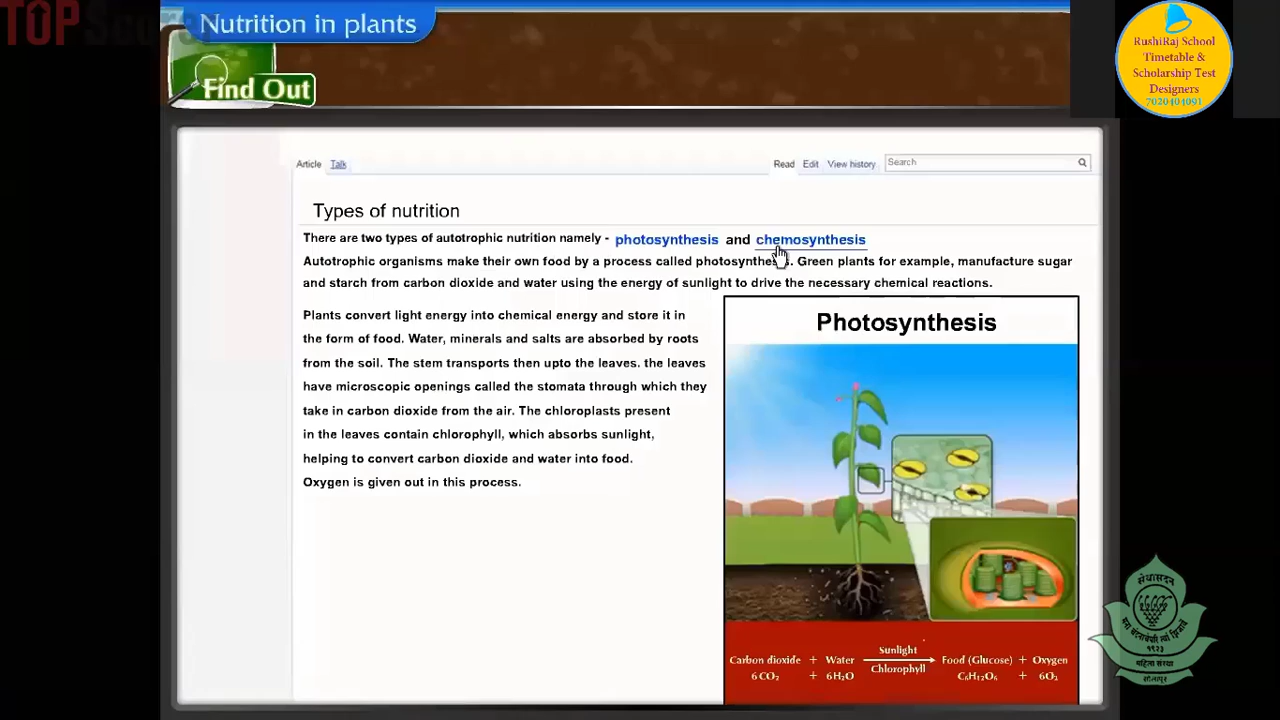 TOP
Nutrition in plants
Find Out
RushiRaj School
Timetable &
Scholarship Test
Designers
7020404091
Article Talk
Read Edit View history Search
Types of nutrition
There are two types of autotrophic nutrition namely - photosynthesis and chemosynthesis
Autotrophic organisms make their own food by a process called photosynthesis. Green plants for example, manufacture sugar
and starch from carbon dioxide and water using the energy of sunlight to drive the necessary chemical reactions.
Plants convert light energy into chemical energy and store it in
the form of food. Water, minerals and salts are absorbed by roots
from the soil. The stem transports then upto the leaves. the leaves
have microscopic openings called the stomata through which they
take in carbon dioxide from the air. The chloroplasts present
in the leaves contain chlorophyll, which absorbs sunlight,
helping to convert carbon dioxide and water into food.
Oxygen is given out in this process.
Photosynthesis
Sunlight
Carbon dioxide + Water Food (Glucose) + Oxygen
Chlorophyll
6 CO₂ + 6H₂O C₆H₁₂O₆ + 6O₂
सेवासदन
१९२३
महिला संस्था
सोलापूर